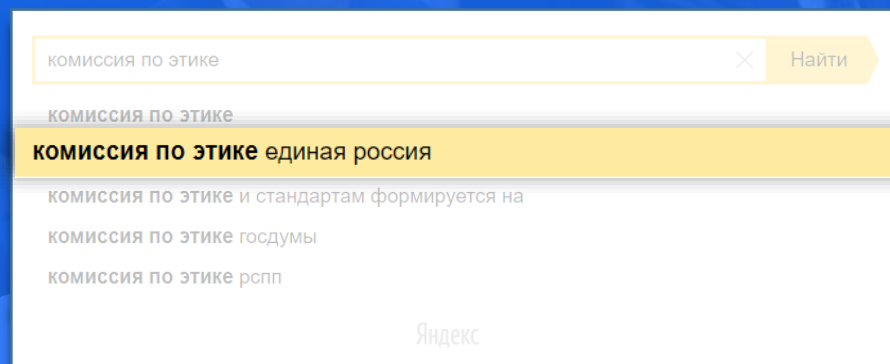 комиссия по этике
Найти
комиссия по этике
комиссия по этике единая россия
комиссия по этике и стандартам формируется на
комиссия по этике госдумы
комиссия по этике рспп
Яндекс